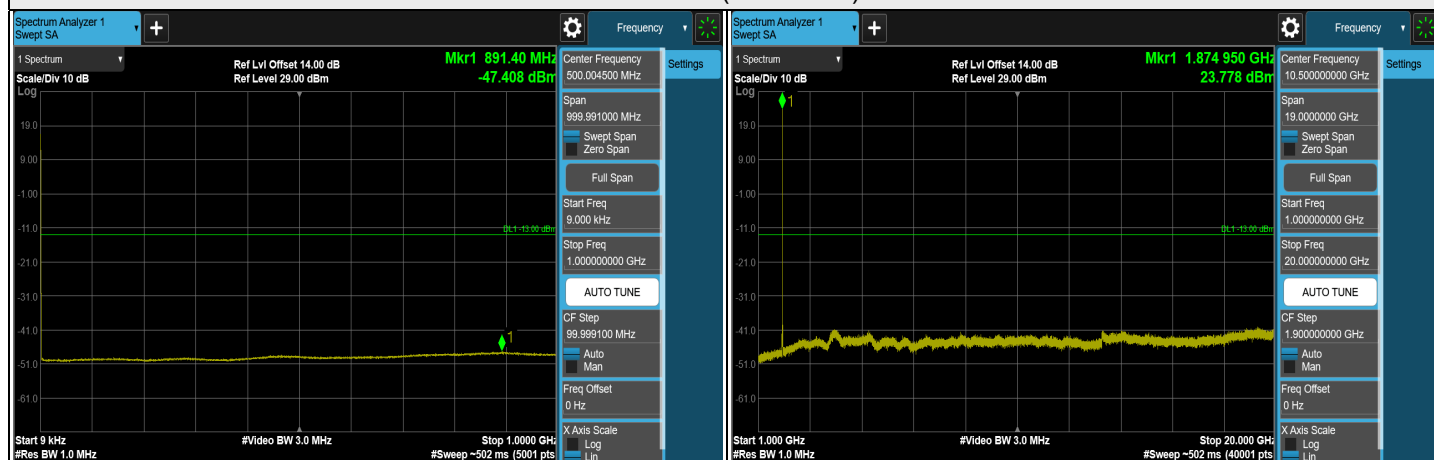 Spectrum Analyzer 1
Swept SA
+
Frequency
1 Spectrum
Scale/Div 10 dB
Log
Ref Lvl Offset 14.00 dB
Ref Level 29.00 dBm
Mkr1 891.40 MHz
-47.408 dBm
19.0
9.00
-1.00
-11.0
-21.0
-31.0
-41.0
-51.0
-61.0
DL1 -13.00 dBm
1
Start 9 kHz
#Res BW 1.0 MHz
#Video BW 3.0 MHz
Stop 1.0000 GHz
#Sweep ~502 ms (5001 pts
Center Frequency
500.004500 MHz
Settings
Span
999.991000 MHz
Swept Span
Zero Span
Full Span
Start Freq
9.000 kHz
Stop Freq
1.000000000 GHz
AUTO TUNE
CF Step
99.999100 MHz
Auto
Man
Freq Offset
0 Hz
X Axis Scale
Log
Lin
Spectrum Analyzer 1
Swept SA
+
Frequency
1 Spectrum
Scale/Div 10 dB
Log
Ref Lvl Offset 14.00 dB
Ref Level 29.00 dBm
Mkr1 1.874 950 GHz
23.778 dBm
1
19.0
9.00
-1.00
-11.0
-21.0
-31.0
-41.0
-51.0
-61.0
DL1 -13.00 dBm
Start 1.000 GHz
#Res BW 1.0 MHz
#Video BW 3.0 MHz
Stop 20.000 GHz
#Sweep ~502 ms (40001 pts
Center Frequency
10.50000000 GHz
Settings
Span
19.0000000 GHz
Swept Span
Zero Span
Full Span
Start Freq
1.000000000 GHz
Stop Freq
20.000000000 GHz
AUTO TUNE
CF Step
1.900000000 GHz
Auto
Man
Freq Offset
0 Hz
X Axis Scale
Log
Lin